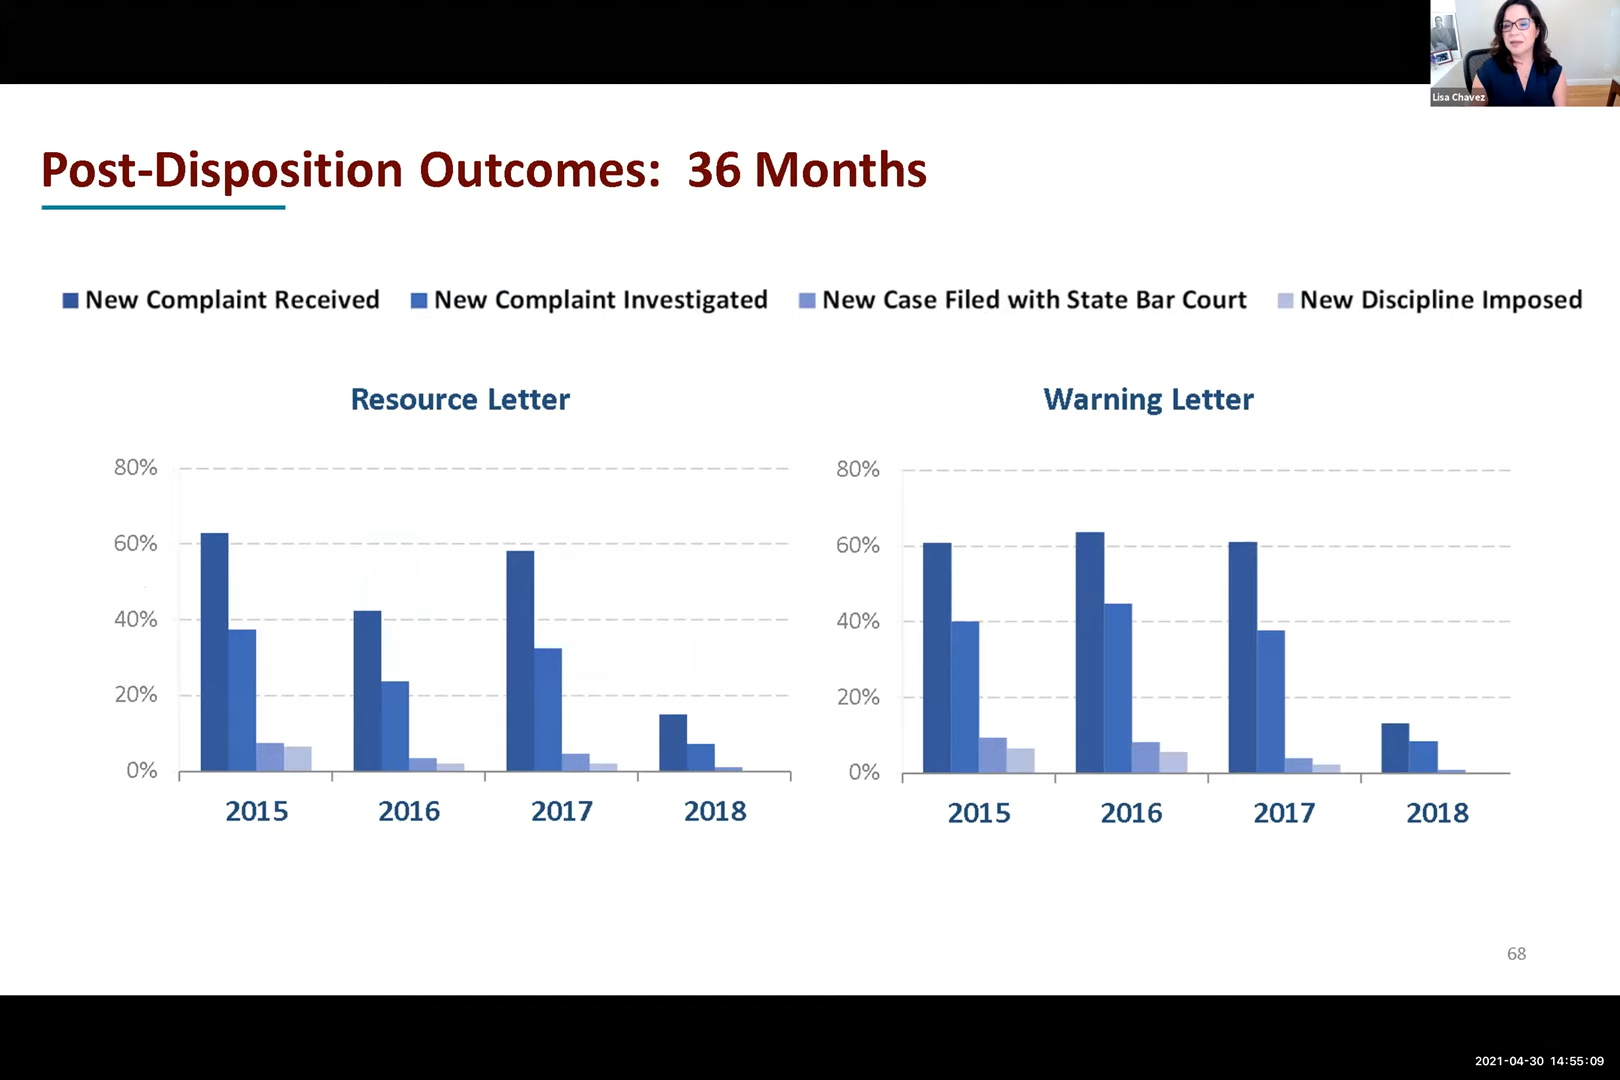 Lisa Chavez
Post-Disposition Outcomes: 36 Months
New Complaint Received New Complaint Investigated New Case Filed with State Bar Court New Discipline Imposed
Resource Letter
80%
60%
40%
20%
0%
2015 2016 2017 2018
Warning Letter
80%
60%
40%
20%
0%
2015 2016 2017 2018
68
2021-04-30 14:55:09